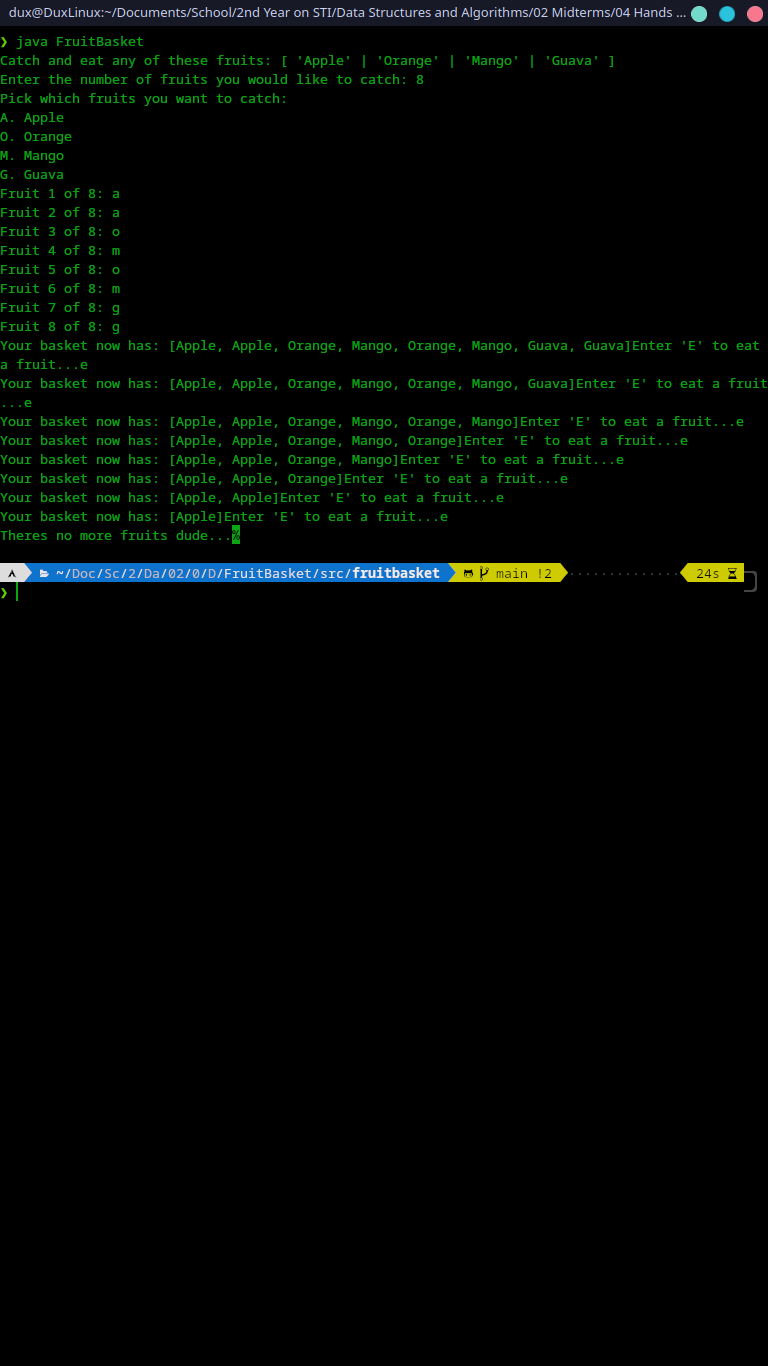 dux@DuxLinux:~/Documents/School/2nd Year on STI/Data Structures and Algorithms/02 Midterms/04 Hands ...
❯ java FruitBasket
Catch and eat any of these fruits: [ 'Apple' | 'Orange' | 'Mango' | 'Guava' ]
Enter the number of fruits you would like to catch: 8
Pick which fruits you want to catch:
A. Apple
O. Orange
M. Mango
G. Guava
Fruit 1 of 8: a
Fruit 2 of 8: a
Fruit 3 of 8: o
Fruit 4 of 8: m
Fruit 5 of 8: o
Fruit 6 of 8: m
Fruit 7 of 8: g
Fruit 8 of 8: g
Your basket now has: [Apple, Apple, Orange, Mango, Orange, Mango, Guava, Guava]Enter 'E' to eat
a fruit...e
Your basket now has: [Apple, Apple, Orange, Mango, Orange, Mango, Guava]Enter 'E' to eat a fruit
...e
Your basket now has: [Apple, Apple, Orange, Mango, Orange, Mango]Enter 'E' to eat a fruit...e
Your basket now has: [Apple, Apple, Orange, Mango, Orange]Enter 'E' to eat a fruit...e
Your basket now has: [Apple, Apple, Orange, Mango]Enter 'E' to eat a fruit...e
Your basket now has: [Apple, Apple, Orange]Enter 'E' to eat a fruit...e
Your basket now has: [Apple, Apple]Enter 'E' to eat a fruit...e
Your basket now has: [Apple]Enter 'E' to eat a fruit...e
Theres no more fruits dude...%
~/Doc/Sc/2/Da/02/0/D/FruitBasket/src/fruitbasket main !2 24s
❯